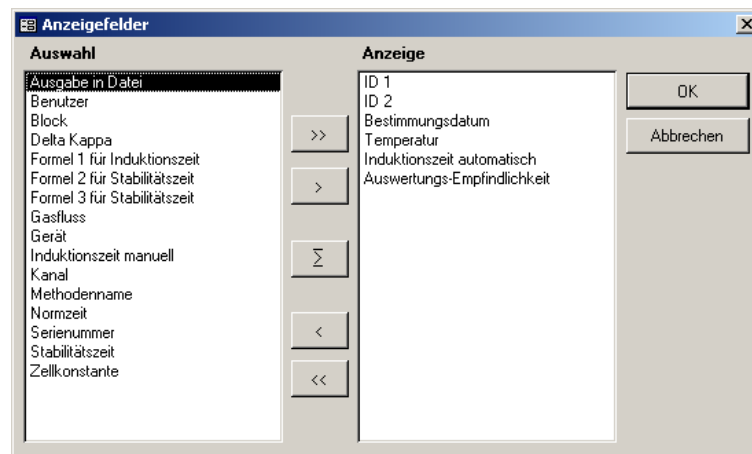 Anzeigefelder
Auswahl
Ausgabe in Datei
Benutzer
Block
Delta Kappa
Formel 1 für Induktionszeit
Formel 2 für Stabilitätszeit
Formel 3 für Stabilitätszeit
Gasfluss
Gerät
Induktionszeit manuell
Kanal
Methodenname
Normzeit
Serienummer
Stabilitätszeit
Zellkonstante
>>
>
Σ
<
<<
Anzeige
ID 1
ID 2
Bestimmungsdatum
Temperatur
Induktionszeit automatisch
Auswertungs-Empfindlichkeit
OK
Abbrechen